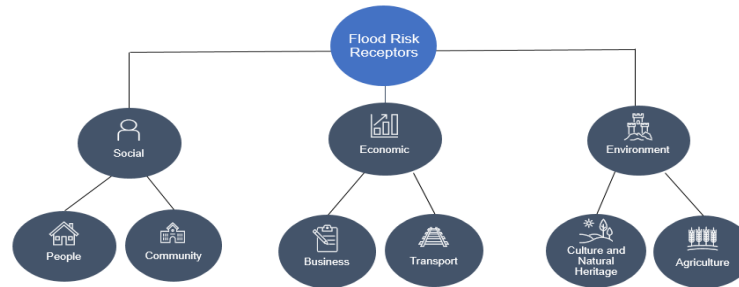 Flood Risk
Receptors
Social
Economic
Environment
People
Community
Business
Transport
Culture and
Natural
Heritage
Agriculture